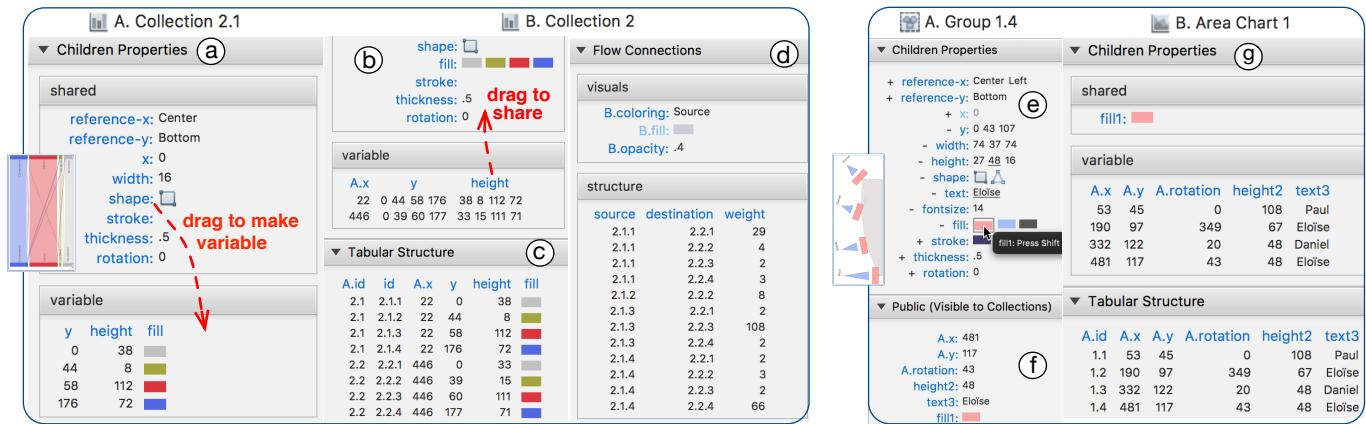 A. Collection 2.1
B. Collection 2
Children Properties
a
shared
reference-x: Center
reference-y: Bottom
x: 0
width: 16
shape:
stroke:
thickness: .5
rotation: 0
drag to make
variable
variable
y height fill
0 38
44 8
58 112
176 72
b
shape:
fill:
stroke:
thickness: .5
rotation: 0
drag to
share
variable
A.x y height
22 0 44 58 176 38 8 112 72
446 0 39 60 177 33 15 111 71
Tabular Structure
c
A.id id A.x y height fill
2.1 2.1.1 22 0 38
2.1 2.1.2 22 44 8
2.1 2.1.3 22 58 112
2.1 2.1.4 22 176 72
2.2 2.2.1 446 0 33
2.2 2.2.2 446 39 15
2.2 2.2.3 446 60 111
2.2 2.2.4 446 177 71
Flow Connections
d
visuals
B.coloring: Source
B.fill:
B.opacity: .4
structure
source destination weight
2.1.1 2.2.1 29
2.1.1 2.2.2 4
2.1.1 2.2.3 2
2.1.1 2.2.4 3
2.1.2 2.2.2 8
2.1.3 2.2.1 2
2.1.3 2.2.3 108
2.1.3 2.2.4 2
2.1.4 2.2.1 2
2.1.4 2.2.2 3
2.1.4 2.2.3 2
2.1.4 2.2.4 66
A. Group 1.4
B. Area Chart 1
Children Properties
e
+ reference-x: Center Left
+ reference-y: Bottom
+ x: 0
- y: 0 43 107
- width: 74 37 74
- height: 27 48 16
- shape:
- text: Eloïse
- fontsize: 14
- fill:
+ stroke:
fill1: Press Shift
+ thickness: .5
+ rotation: 0
Public (Visible to Collections)
f
A.x: 481
A.y: 117
A.rotation: 43
height2: 48
text3: Eloïse
fill1:
Children Properties
g
shared
fill1:
variable
A.x A.y A.rotation height2 text3
53 45 0 108 Paul
190 97 349 67 Eloïse
332 122 20 48 Daniel
481 117 43 48 Eloïse
Tabular Structure
A.id A.x A.y A.rotation height2 text3
1.1 53 45 0 108 Paul
1.2 190 97 349 67 Eloïse
1.3 332 122 20 48 Daniel
1.4 481 117 43 48 Eloïse